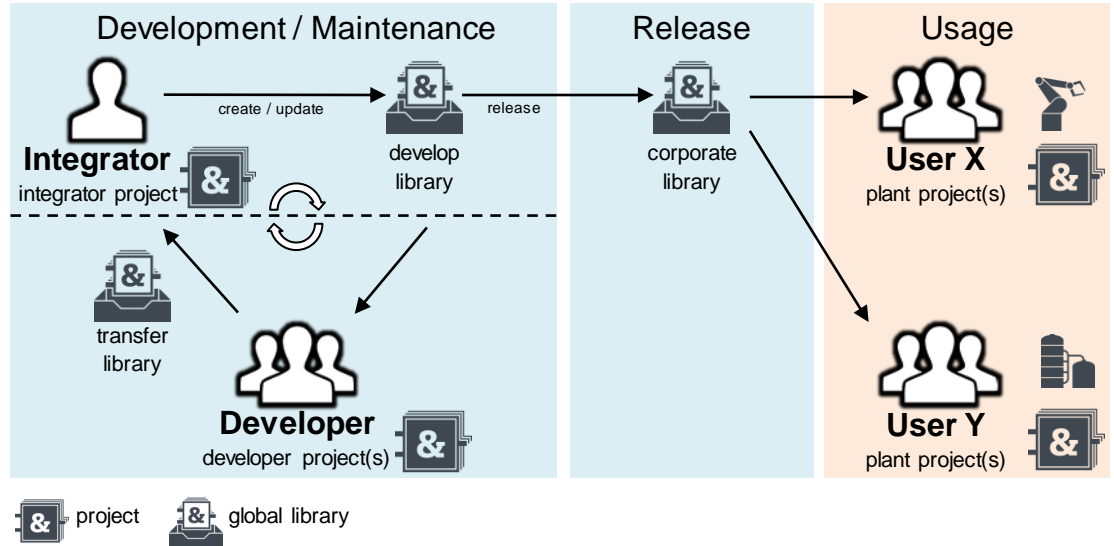 Development / Maintenance
Release
Usage
&
create / update
release
Integrator
integrator project
&
develop
library
&
corporate
library
User X
plant project(s)
&
&
transfer
library
Developer
developer project(s)
&
User Y
plant project(s)
&
& project
& global library